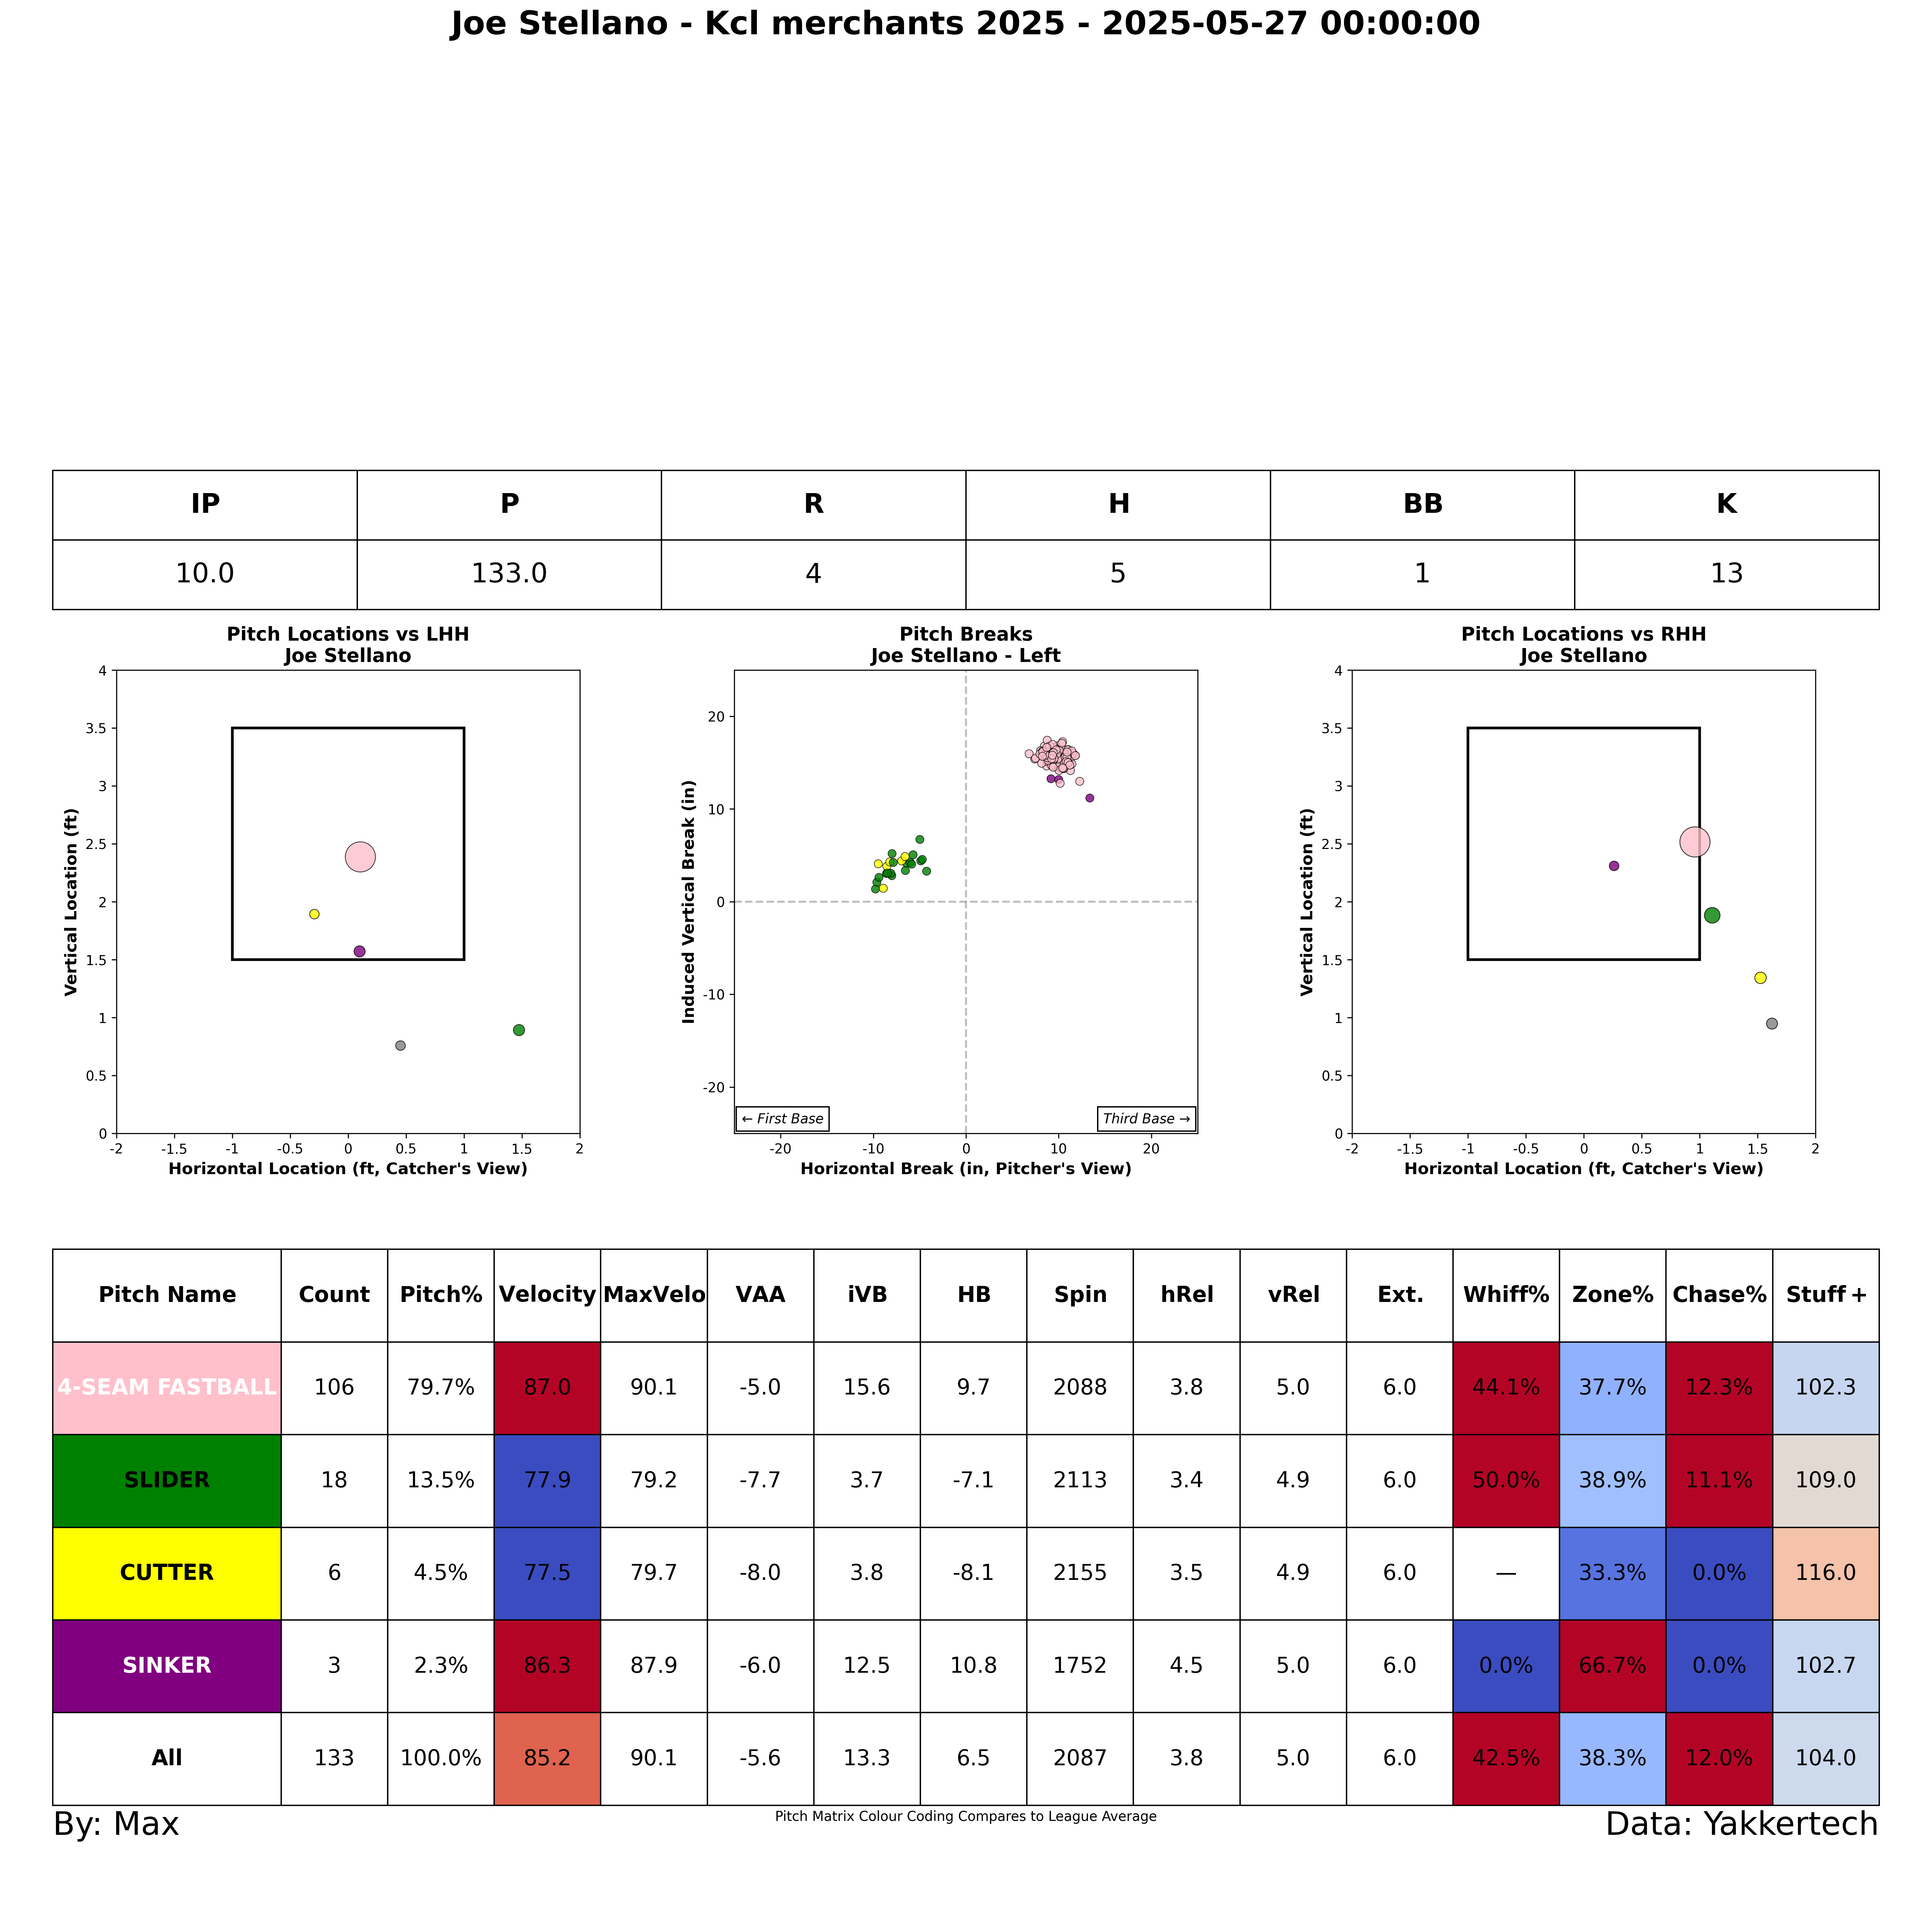 Joe Stellano - Kcl merchants 2025 - 2025-05-27 00:00:00
IP P R H BB K
10.0 133.0 4 5 1 13
Pitch Locations vs LHH
Joe Stellano
4
3.5
3
2.5
2
1.5
1
0.5
0
Vertical Location (ft)
-2 -1.5 -1 -0.5 0 0.5 1 1.5 2
Horizontal Location (ft, Catcher's View)
Pitch Breaks
Joe Stellano - Left
20
10
0
-10
-20
Induced Vertical Break (in)
← First Base Third Base →
-20 -10 0 10 20
Horizontal Break (in, Pitcher's View)
Pitch Locations vs RHH
Joe Stellano
4
3.5
3
2.5
2
1.5
1
0.5
0
Vertical Location (ft)
-2 -1.5 -1 -0.5 0 0.5 1 1.5 2
Horizontal Location (ft, Catcher's View)
Pitch Name Count Pitch% Velocity MaxVelo VAA iVB HB Spin hRel vRel Ext. Whiff% Zone% Chase% Stuff+
4-SEAM FASTBALL 106 79.7% 87.0 90.1 -5.0 15.6 9.7 2088 3.8 5.0 6.0 44.1% 37.7% 12.3% 102.3
SLIDER 18 13.5% 77.9 79.2 -7.7 3.7 -7.1 2113 3.4 4.9 6.0 50.0% 38.9% 11.1% 109.0
CUTTER 6 4.5% 77.5 79.7 -8.0 3.8 -8.1 2155 3.5 4.9 6.0 — 33.3% 0.0% 116.0
SINKER 3 2.3% 86.3 87.9 -6.0 12.5 10.8 1752 4.5 5.0 6.0 0.0% 66.7% 0.0% 102.7
All 133 100.0% 85.2 90.1 -5.6 13.3 6.5 2087 3.8 5.0 6.0 42.5% 38.3% 12.0% 104.0
By: Max
Pitch Matrix Colour Coding Compares to League Average
Data: Yakkertech